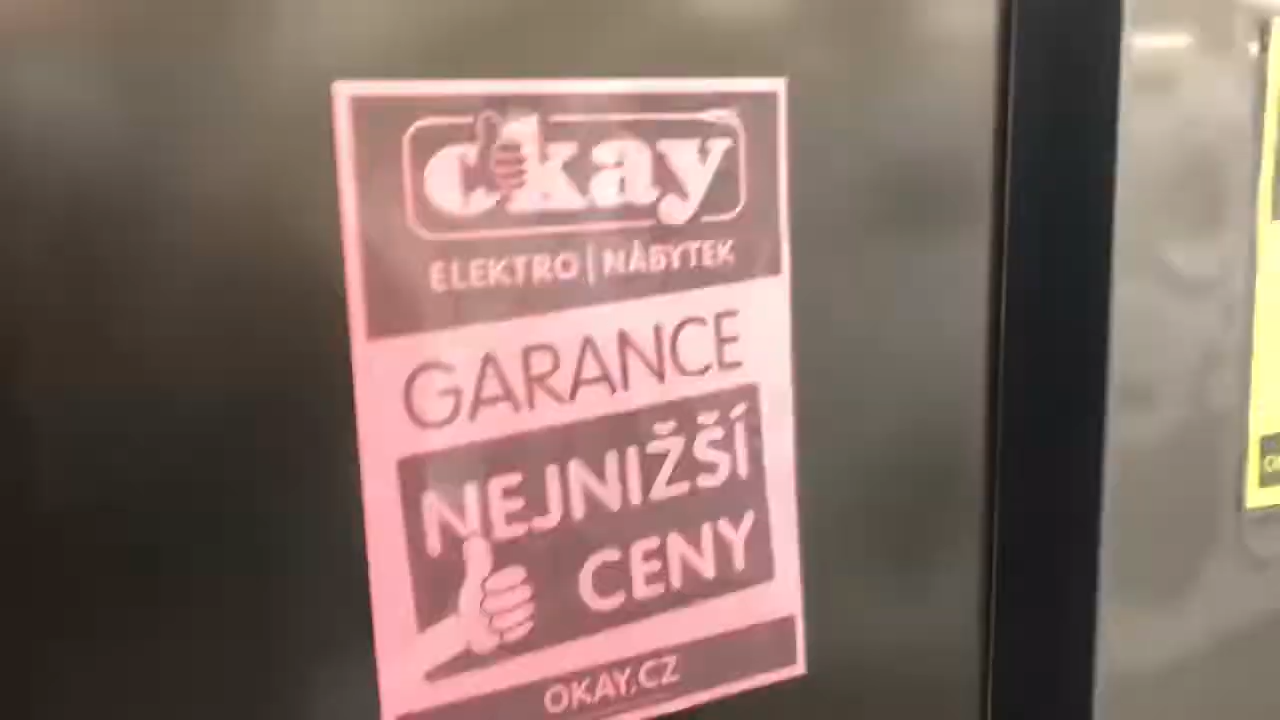 okay
ELEKTRO | NÁBYTEK
GARANCE
NEJNIŽŠÍ
CENY
OKAY.CZ